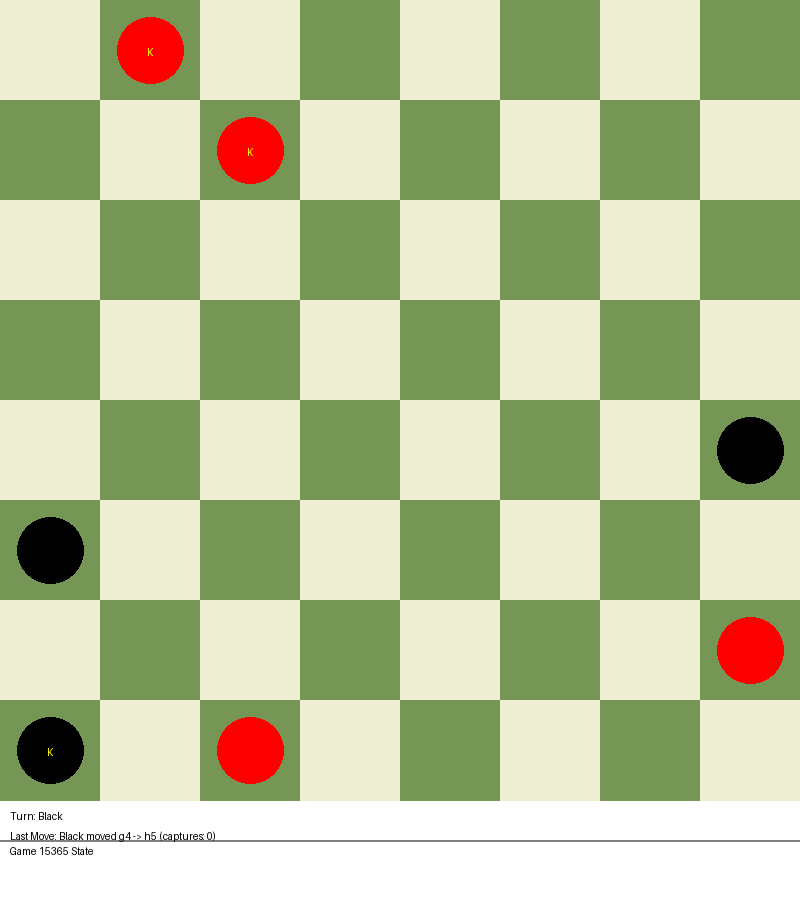 K
K
K
Turn: Black
Last Move: Black moved g4 -> h5 (captures: 0)
Game 15365 State